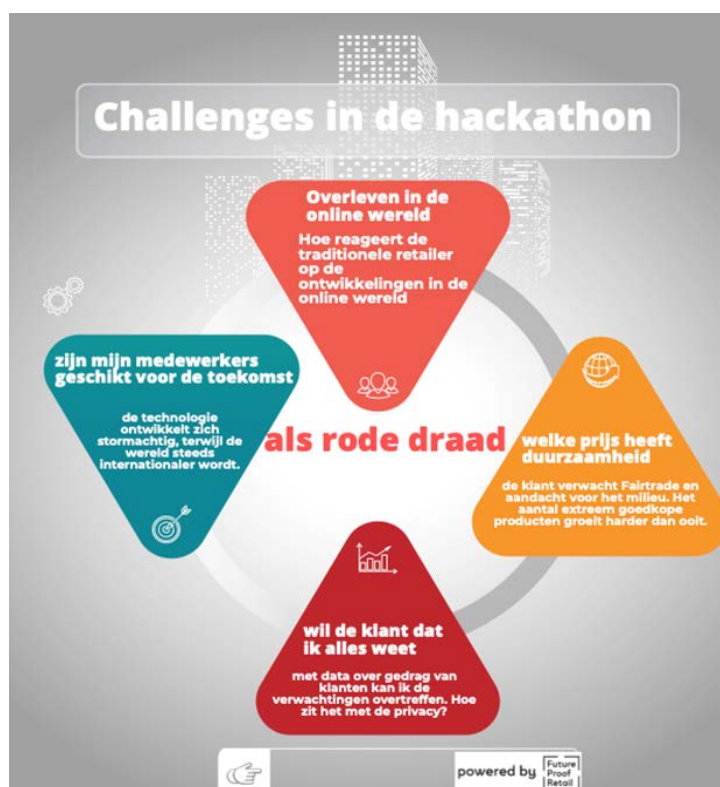 Challenges in de hackathon
Overleven in de
online wereld
Hoe reageert de
traditionele retailer
op de
ontwikkelingen in de
online wereld
zijn mijn medewerkers
geschikt voor de toekomst
de technologie
ontwikkelt zich
stormachtig, terwijl de
wereld steeds
internationaler wordt.
als rode draad
welke prijs heeft
duurzaamheid
de klant verwacht Fairtrade en
aandacht voor het milieu. Het
aantal extreem goedkope
producten groeit harder dan ooit.
wil de klant dat
ik alles weet
met data over gedrag van
klanten kan ik de
verwachtingen overtreffen. Hoe
zit het met de privacy?
powered by
Future
Proof
Retail